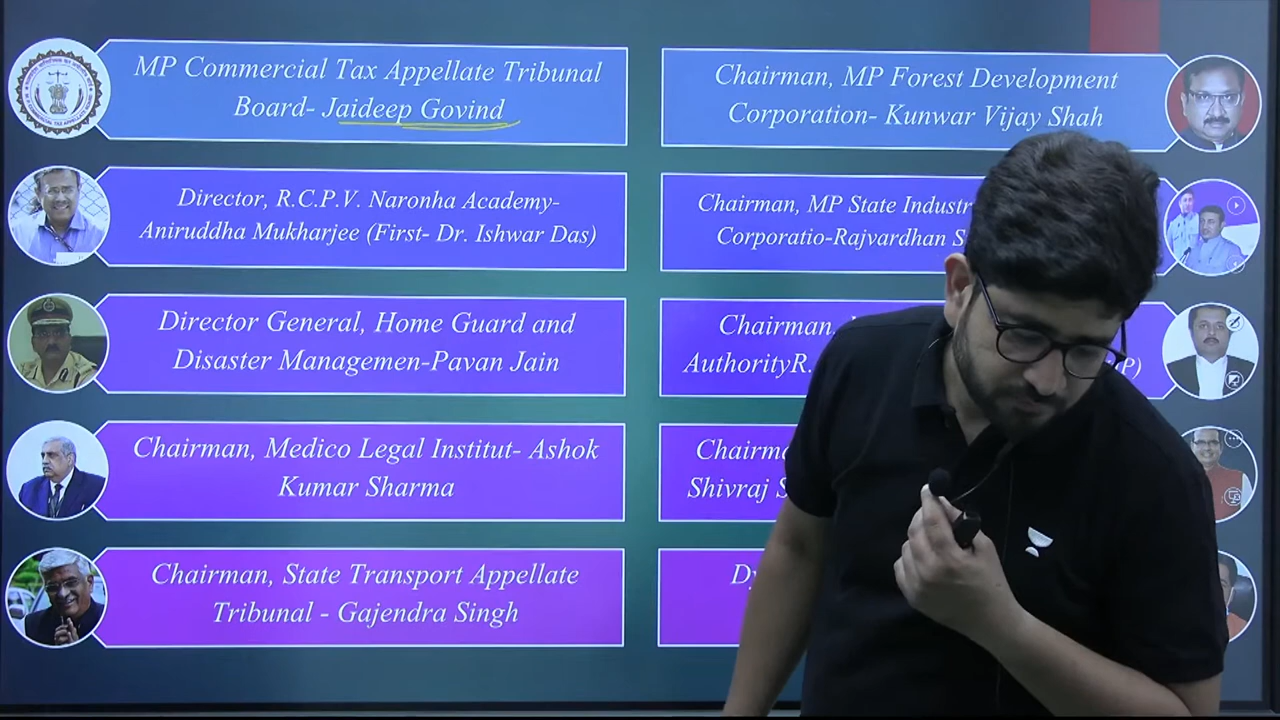 MP Commercial Tax Appellate Tribunal
Board- Jaideep Govind
Director, R.C.P.V. Naronha Academy-
Aniruddha Mukharjee (First- Dr. Ishwar Das)
Director General, Home Guard and
Disaster Managemen-Pavan Jain
Chairman, Medico Legal Institut- Ashok
Kumar Sharma
Chairman, State Transport Appellate
Tribunal - Gajendra Singh
Chairman, MP Forest Development
Corporation- Kunwar Vijay Shah
Chairman, MP State
Corporatio-Rajvardhan
Chairman,
AuthorityR.
Shivraj